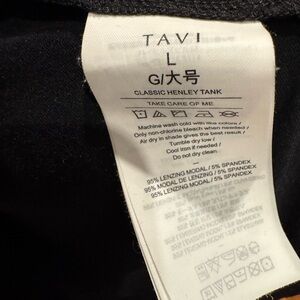 TAVI
L
G/大号
CLASSIC HENLEY TANK
TAKE CARE OF ME
Machine wash cold with like colors /
Only non-chlorine bleach when needed /
Air dry in shade gives the best result /
Tumble dry low /
Cool iron if needed /
Do not dry clean.
95% LENZING MODAL / 5% SPANDEX
95% MODAL DE LENZING / 5% SPANDEX
95% LENZING MODAL / 5% SPANDEX